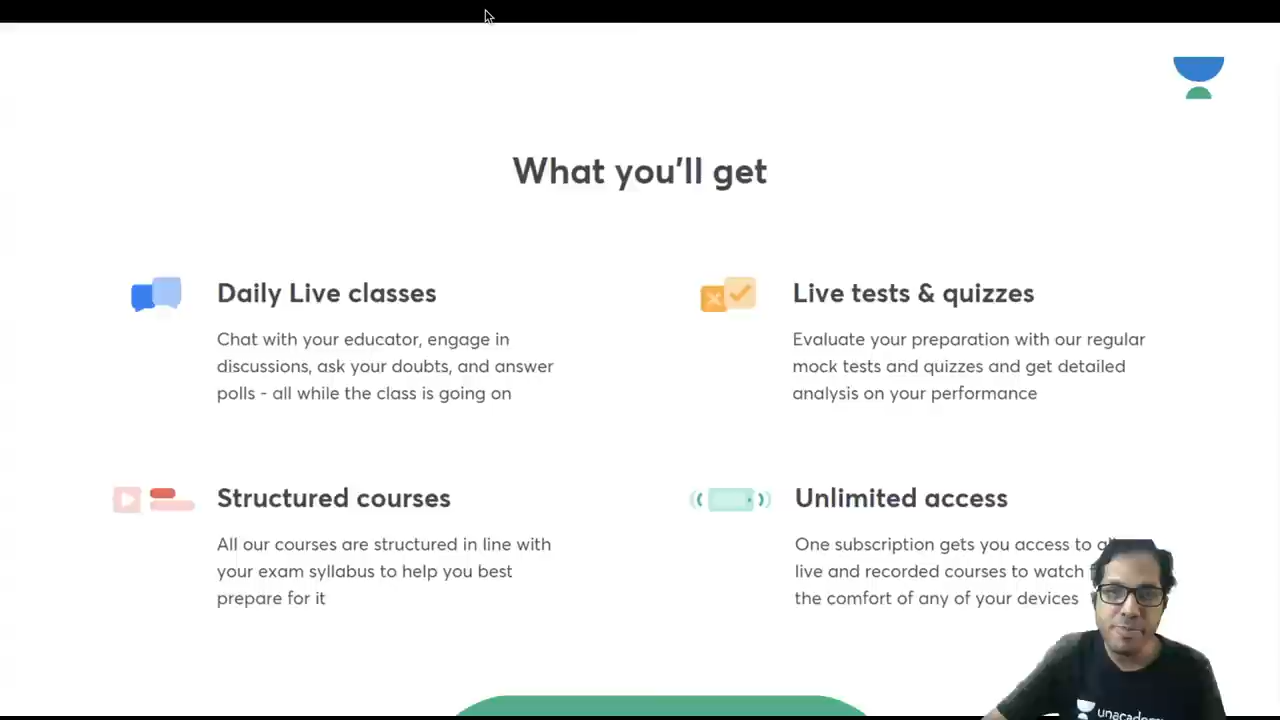 What you'll get
Daily Live classes
Chat with your educator, engage in
discussions, ask your doubts, and answer
polls - all while the class is going on
Live tests & quizzes
Evaluate your preparation with our regular
mock tests and quizzes and get detailed
analysis on your performance
Structured courses
All our courses are structured in line with
your exam syllabus to help you best
prepare for it
Unlimited access
One subscription gets you access to
live and recorded courses to watch
the comfort of any of your devices